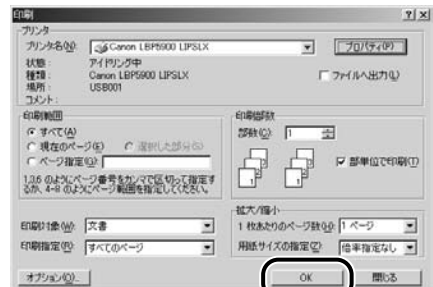 印刷
プリンタ
プリンタ名(N): Canon LBP5900 LIPSLX プロパティ(P)
状態: アイドリング中
種類: Canon LBP5900 LIPSLX ファイルへ出力(L)
場所: USB001
コメント:
印刷範囲
すべて(A)
現在のページ(E) 選択した部分(S)
ページ指定(G):
1,3,6 のようにページ番号をカンマで区切って指定するか、4-8 のようにページ範囲を指定してください。
印刷部数
部数(C): 1
部単位で印刷(T)
印刷対象(W): 文書
印刷指定(R): すべてのページ
拡大/縮小
1 枚あたりのページ数(H): 1 ページ
用紙サイズの指定(Z): 倍率指定なし
オプション(O)... OK 閉じる